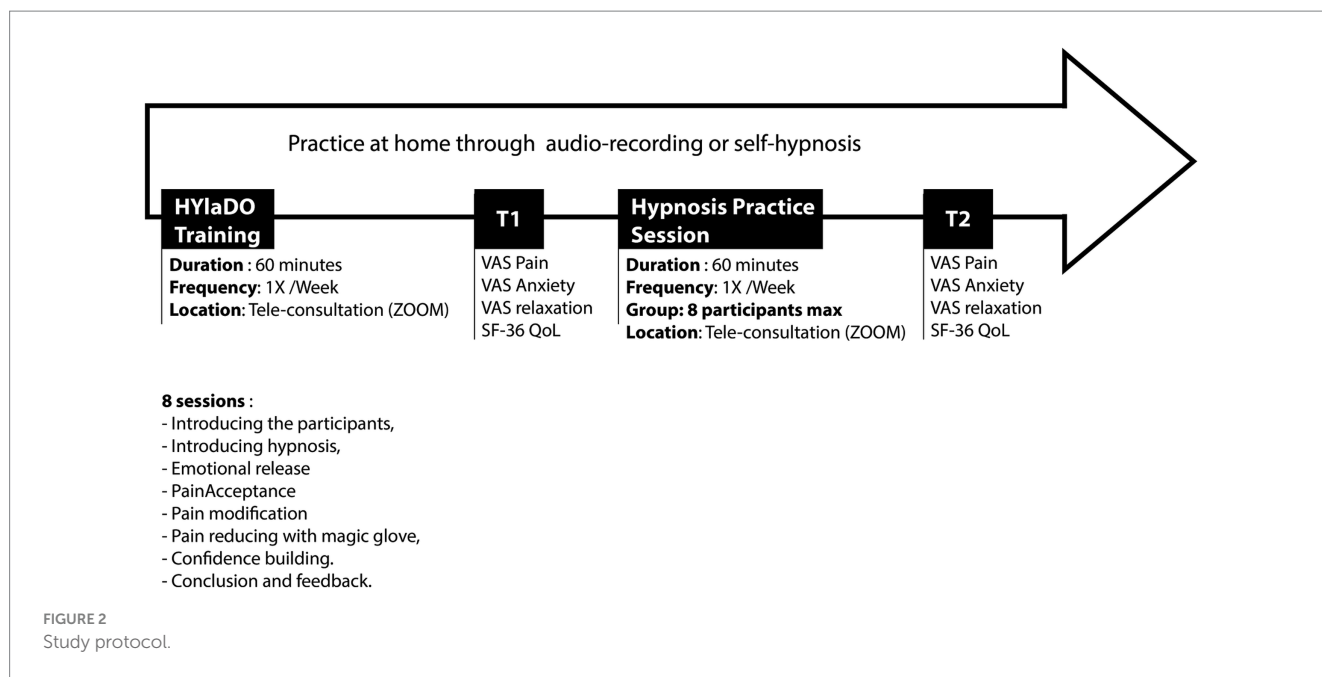 Practice at home through audio-recording or self-hypnosis
HYlaDO
Training
Duration : 60 minutes
Frequency: 1X /Week
Location: Tele-consultation (ZOOM)
T1
VAS Pain
VAS Anxiety
VAS relaxation
SF-36 QoL
Hypnosis Practice
Session
Duration : 60 minutes
Frequency: 1X /Week
Group: 8 participants max
Location: Tele-consultation (ZOOM)
T2
VAS Pain
VAS Anxiety
VAS relaxation
SF-36 QoL
8 sessions :
- Introducing the participants,
- Introducing hypnosis,
- Emotional release
- PainAcceptance
- Pain modification
- Pain reducing with magic glove,
- Confidence building.
- Conclusion and feedback.
FIGURE 2
Study protocol.